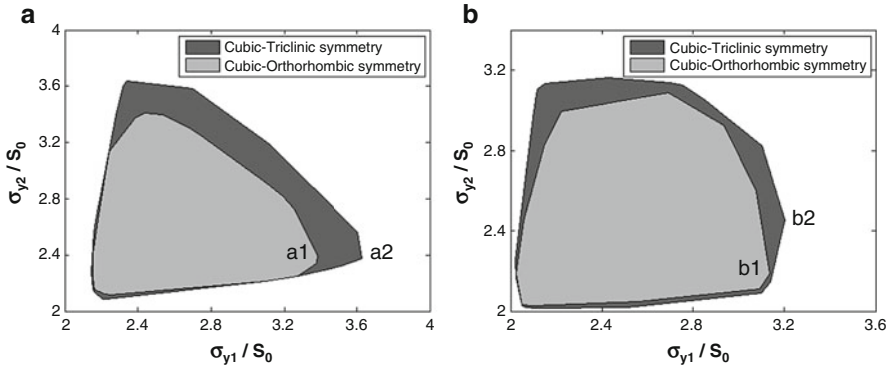 a
4
3.6
3.2
2.8
2.4
2
σy2 / S0
Cubic-Triclinic symmetry
Cubic-Orthorhombic symmetry
a1
a2
2
2.4
2.8
3.2
3.6
4
σy1 / S0
b
3.2
2.8
2.4
2
σy2 / S0
Cubic-Triclinic symmetry
Cubic-Orthorhombic symmetry
b2
b1
2
2.4
2.8
3.2
3.6
σy1 / S0